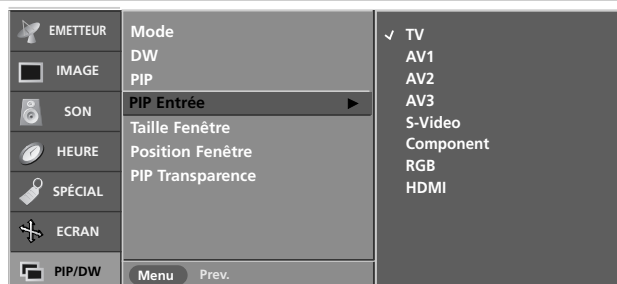 EMETTEUR
IMAGE
SON
HEURE
SPÉCIAL
ECRAN
PIP/DW
Mode
DW
PIP
PIP Entrée ►
Taille Fenêtre
Position Fenêtre
PIP Transparence
Menu Prev.
✓ TV
AV1
AV2
AV3
S-Video
Component
RGB
HDMI